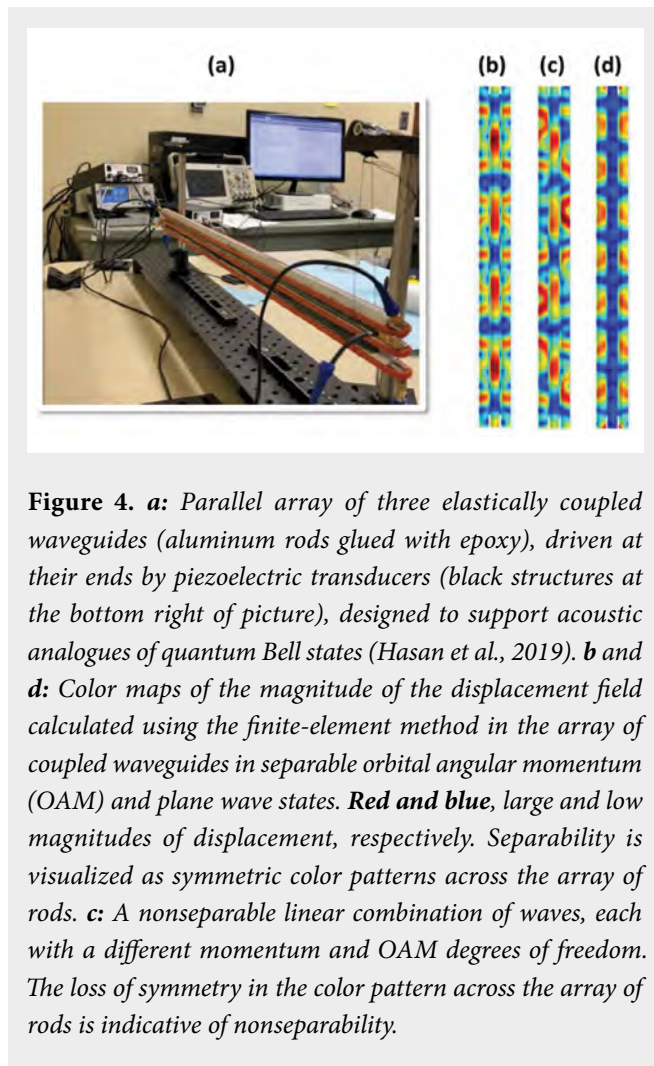 (a)
(b) (c) (d)
Figure 4. a: Parallel array of three elastically coupled
waveguides (aluminum rods glued with epoxy), driven at
their ends by piezoelectric transducers (black structures at
the bottom right of picture), designed to support acoustic
analogues of quantum Bell states (Hasan et al., 2019). b and
d: Color maps of the magnitude of the displacement field
calculated using the finite-element method in the array of
coupled waveguides in separable orbital angular momentum
(OAM) and plane wave states. Red and blue, large and low
magnitudes of displacement, respectively. Separability is
visualized as symmetric color patterns across the array of
rods. c: A nonseparable linear combination of waves, each
with a different momentum and OAM degrees of freedom.
The loss of symmetry in the color pattern across the array of
rods is indicative of nonseparability.